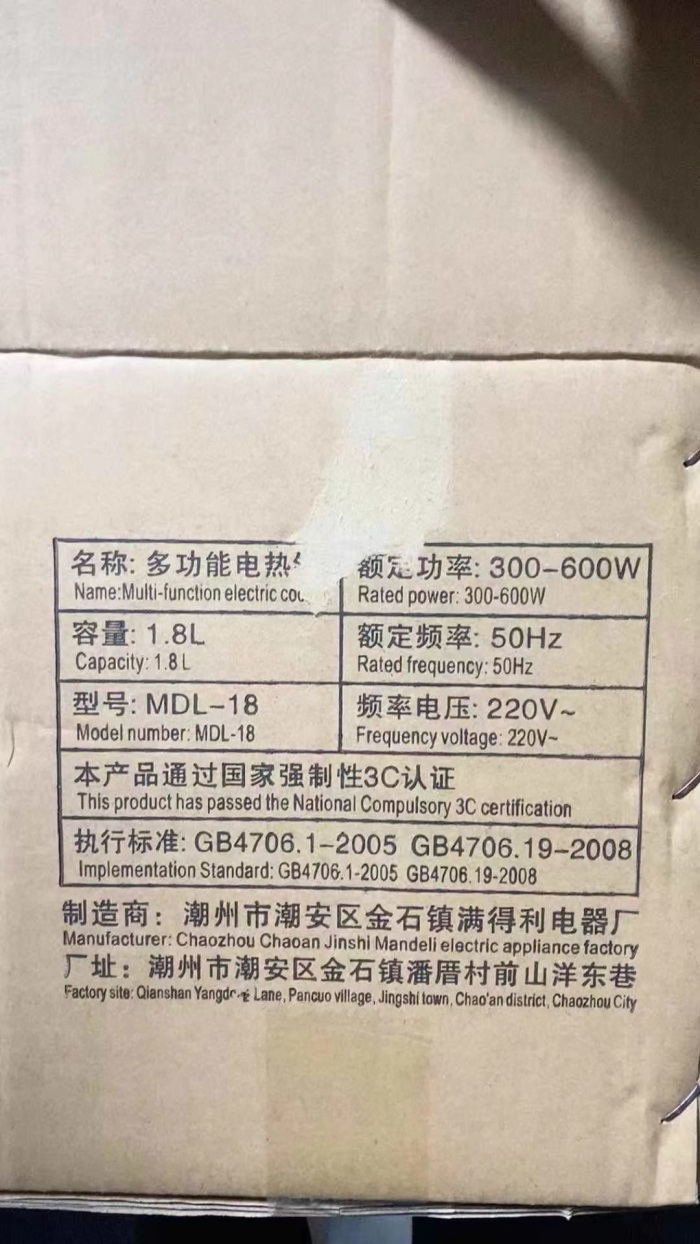 名称: 多功能电热
Name:Multi-function electric
额定功率: 300-600W
Rated power: 300-600W
容量: 1.8L
Capacity: 1.8 L
额定频率: 50Hz
Rated frequency: 50Hz
型号: MDL-18
Model number: MDL-18
频率电压: 220V~
Frequency voltage: 220V~
本产品通过国家强制性3C认证
This product has passed the National Compulsory 3C certification
执行标准: GB4706.1-2005 GB4706.19-2008
Implementation Standard: GB4706.1-2005 GB4706.19-2008
制造商: 潮州市潮安区金石镇满得利电器厂
Manufacturer: Chaozhou Chaoan Jinshi Mandeli electric appliance factory
厂址: 潮州市潮安区金石镇潘厝村前山洋东巷
Factory site: Qianshan Lane, Pancuo village, Jingshi town, Chao'an district, Chaozhou City